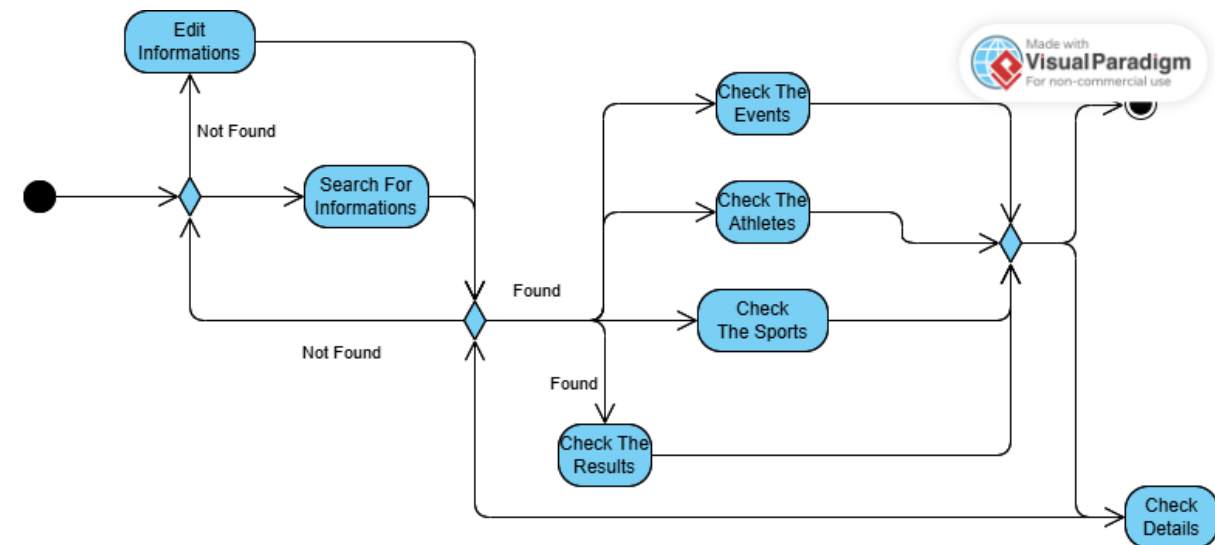 Edit
Informations
Made with
Visual Paradigm
For non-commercial use
Check The
Events
Not Found
Search For
Informations
Check The
Athletes
Found
Check
The Sports
Not Found
Found
Check The
Results
Check
Details